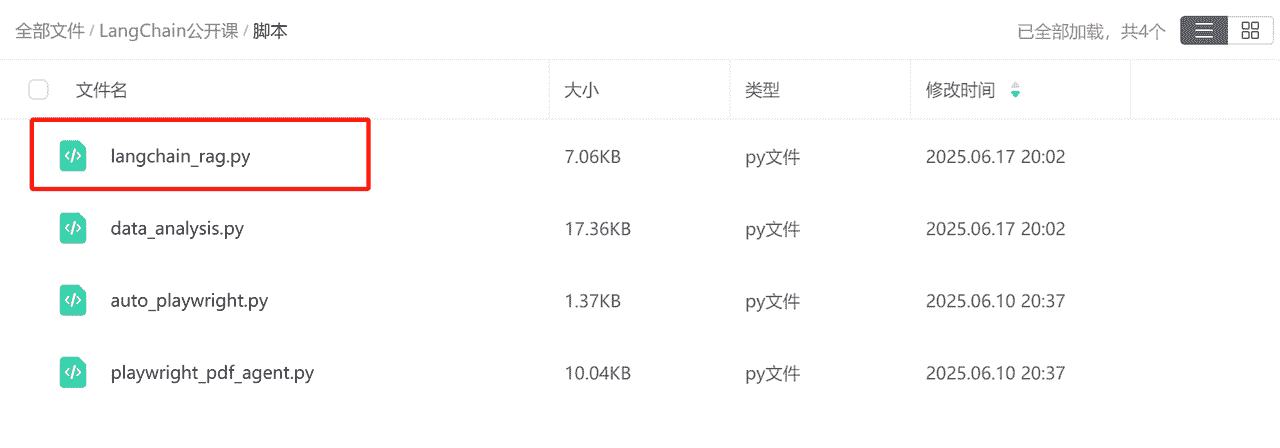 全部文件 / LangChain公开课 / 脚本 已全部加载，共4个
文件名 大小 类型 修改时间
langchain_rag.py 7.06KB py文件 2025.06.17 20:02
data_analysis.py 17.36KB py文件 2025.06.17 20:02
auto_playwright.py 1.37KB py文件 2025.06.10 20:37
playwright_pdf_agent.py 10.04KB py文件 2025.06.10 20:37